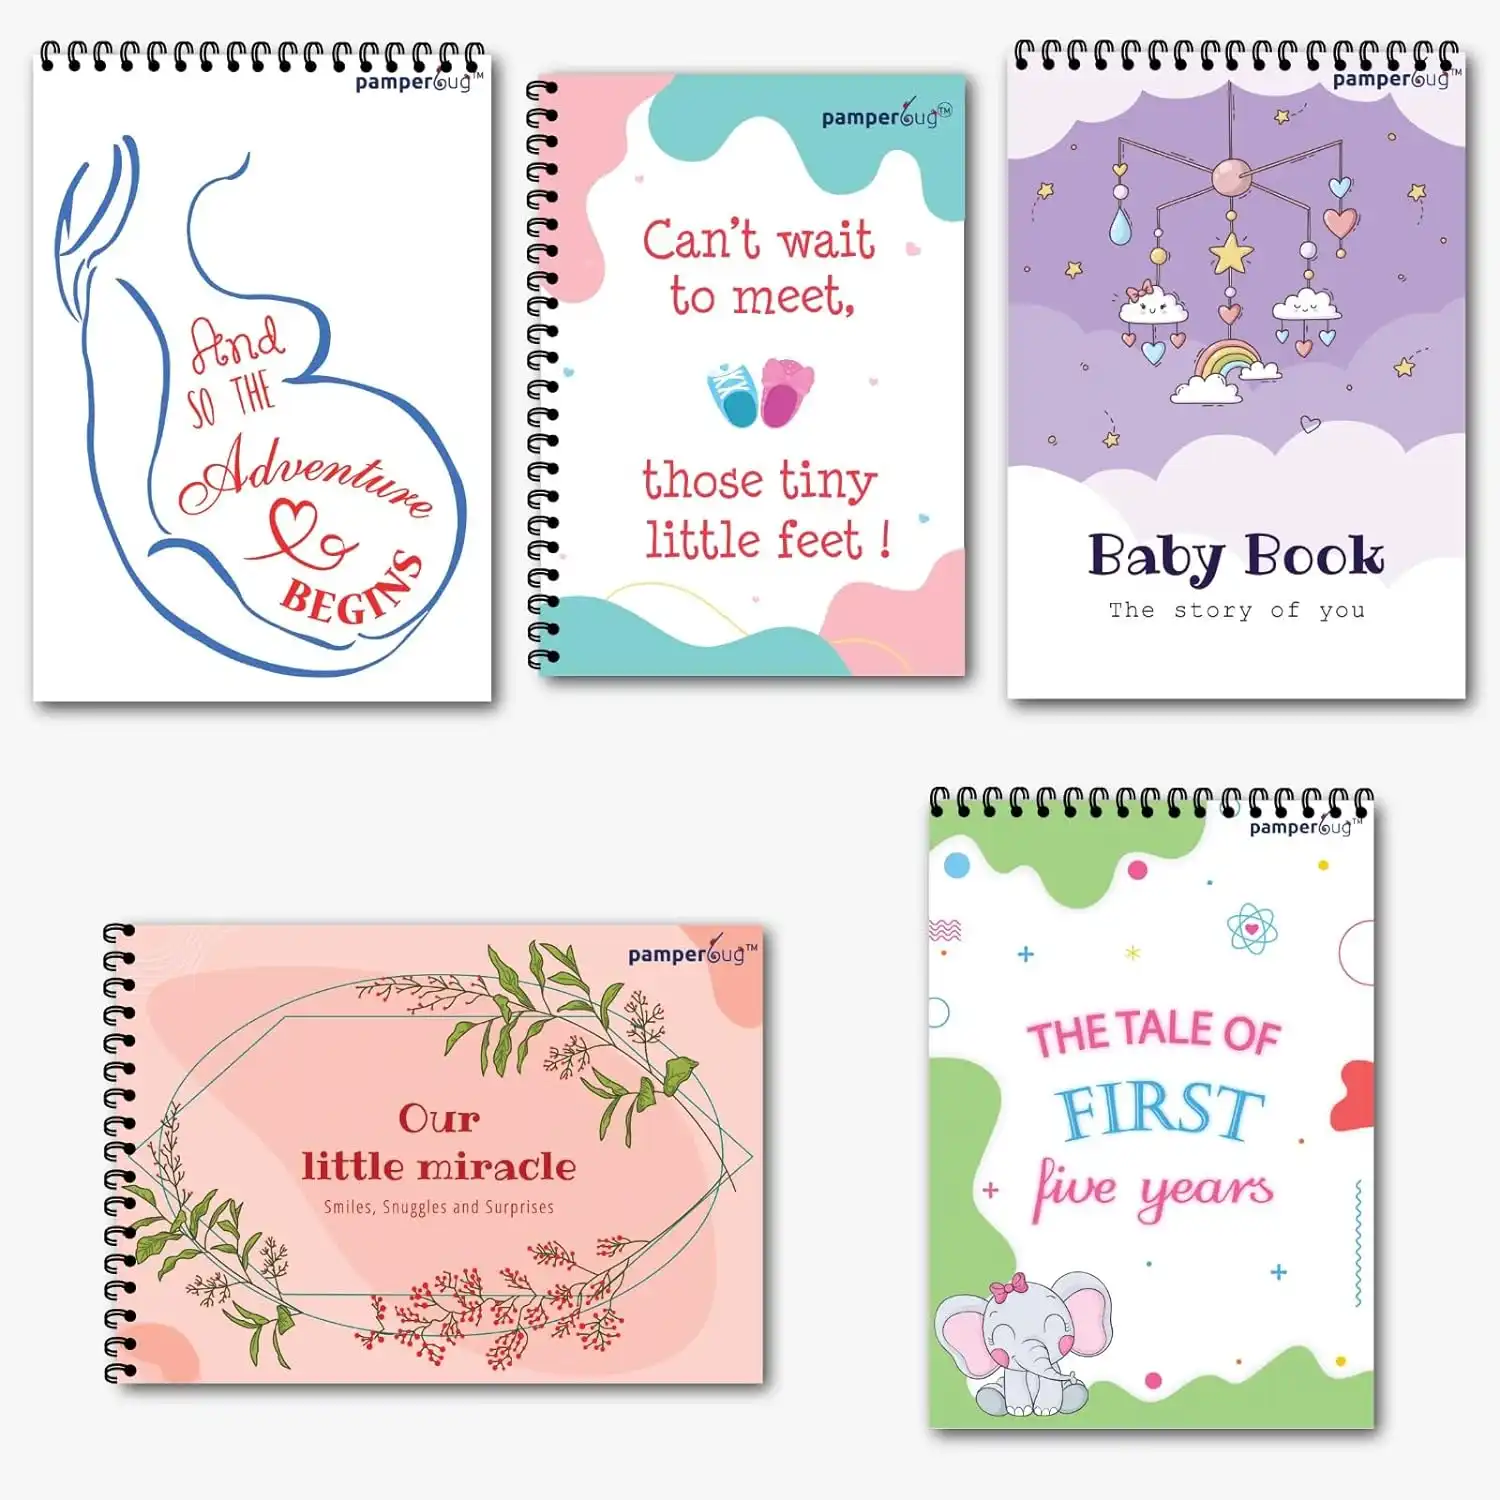 pamperbug™
And
SO THE
Adventure
BEGINS
pamperbug™
Can't wait
to meet,
those tiny
little feet !
pamperbug™
Baby Book
The story of you
pamperbug™
Our
little miracle
Smiles, Snuggles and Surprises
pamperbug™
THE TALE OF
FIRST
five years